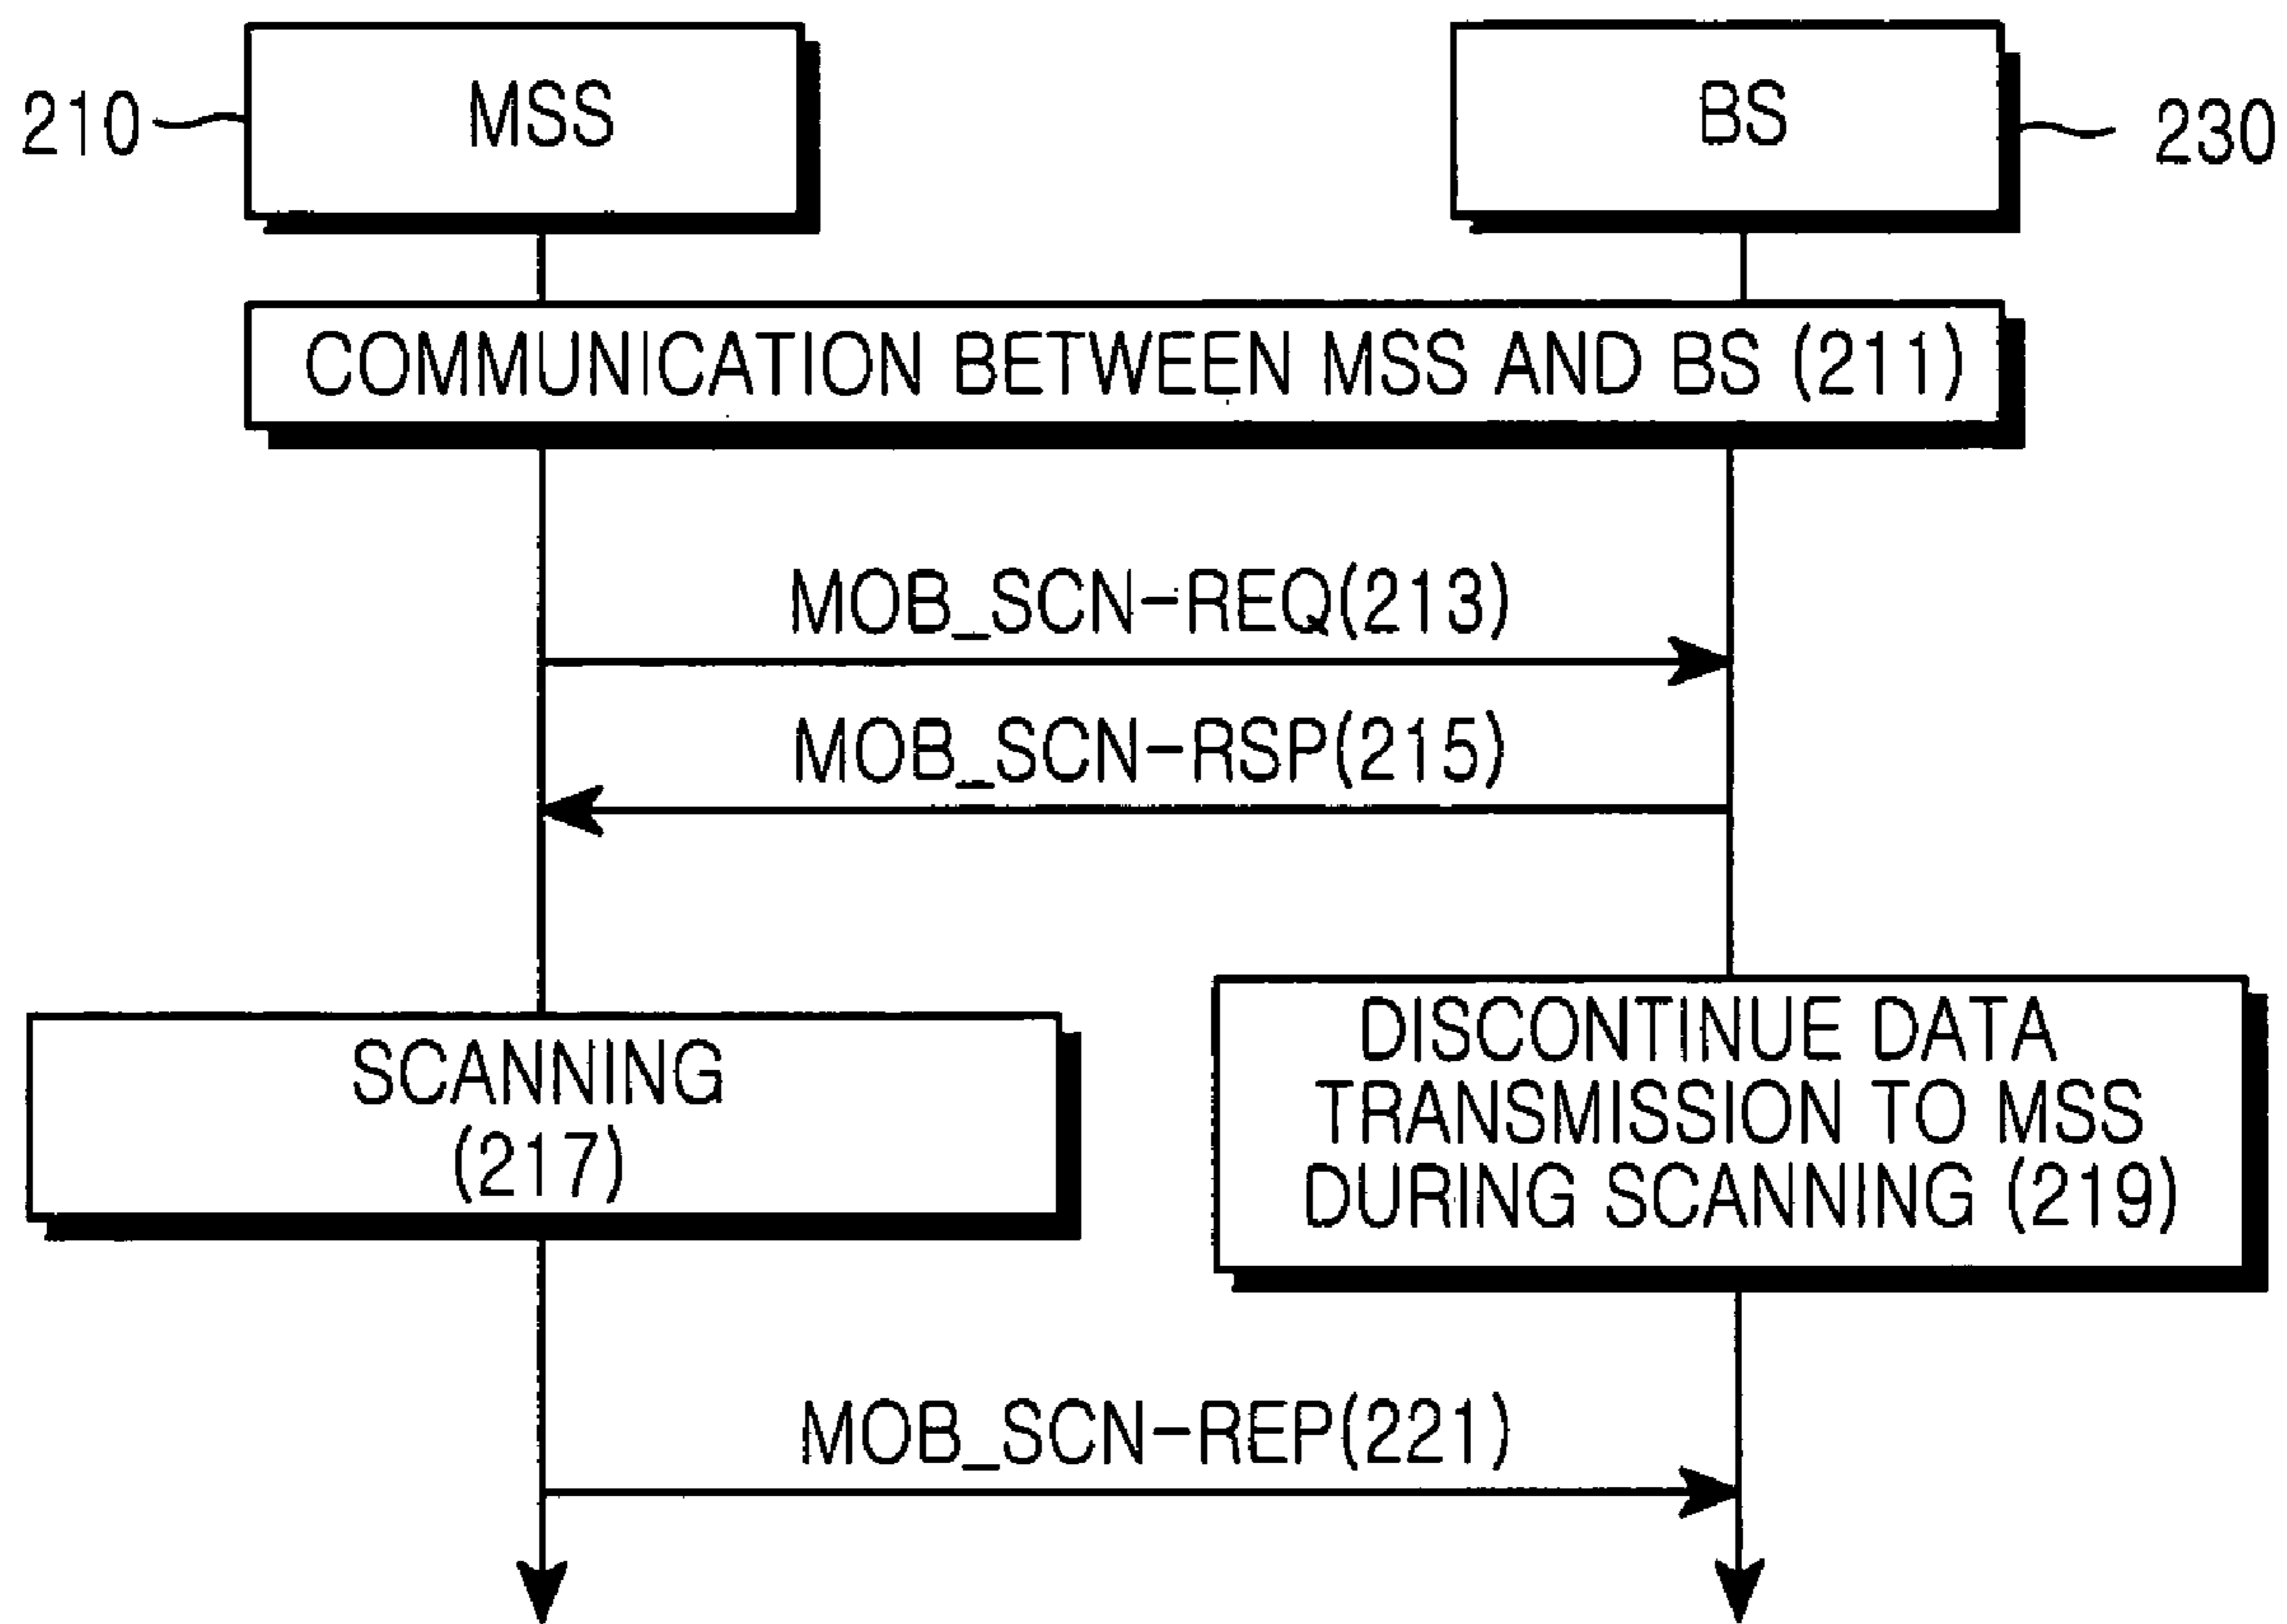 210
MSS
BS
230
COMMUNICATION BETWEEN MSS AND BS (211)
MOB_SCN-REQ(213)
MOB_SCN-RSP(215)
SCANNING
(217)
DISCONTINUE DATA
TRANSMISSION TO MSS
DURING SCANNING (219)
MOB_SCN-REP(221)